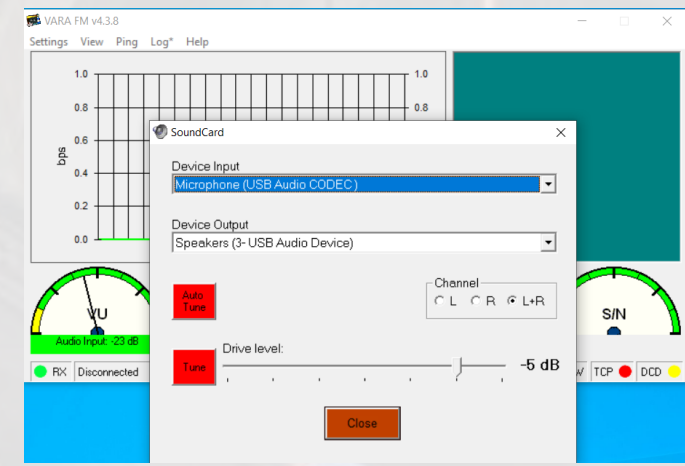 VARA FM v4.3.8
Settings View Ping Log* Help
1.0 1.0
0.8 0.8
0.6
0.4
0.2
0.0
bps
SoundCard
Device Input
Microphone (USB Audio CODEC )
Device Output
Speakers (3- USB Audio Device)
Auto
Tune
Channel
L R L+R
Tune
Drive level:
-5 dB
Close
VU
Audio Input: -23 dB
S/N
RX Disconnected
TCP DCD